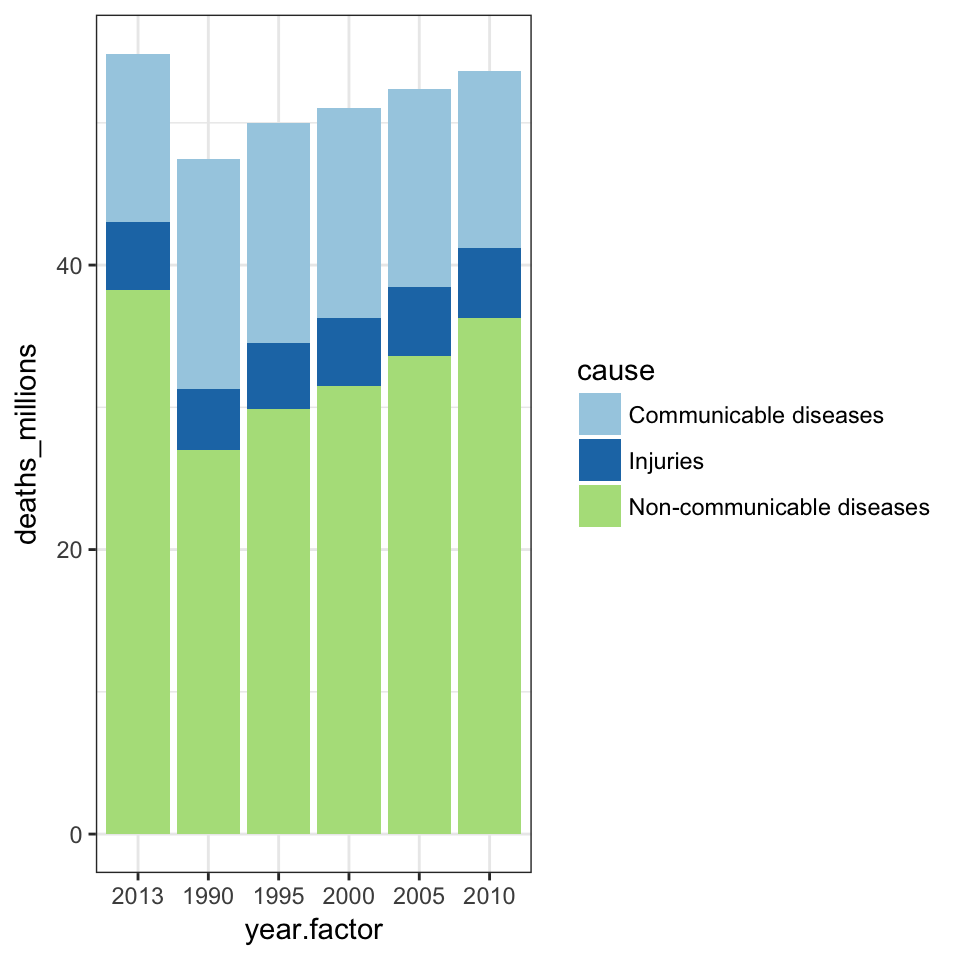 deaths_millions
40
20
0
2013 1990 1995 2000 2005 2010
year.factor
cause
Communicable diseases
Injuries
Non-communicable diseases